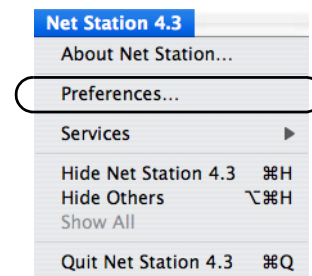 Net Station 4.3
About Net Station...
Preferences...
Services ▶
Hide Net Station 4.3 ⌘H
Hide Others ⌥⌘H
Show All
Quit Net Station 4.3 ⌘Q